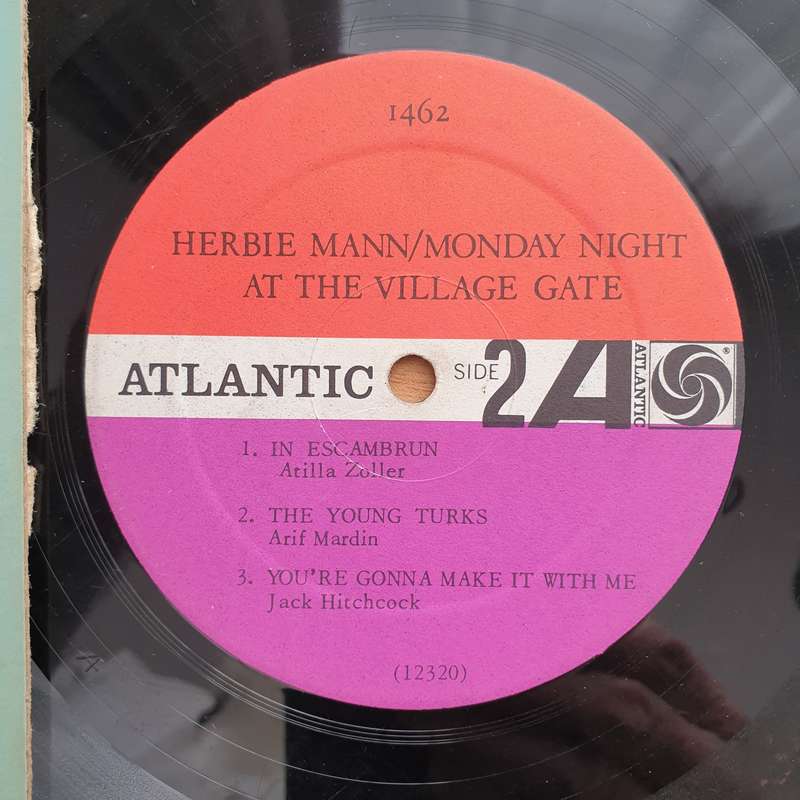 1462
HERBIE MANN/MONDAY NIGHT
AT THE VILLAGE GATE
ATLANTIC
SIDE 2
ATLANTIC
®
1. IN ESCAMBRUN
Atilla Zoller
2. THE YOUNG TURKS
Arif Mardin
3. YOU'RE GONNA MAKE IT WITH ME
Jack Hitchcock
(12320)